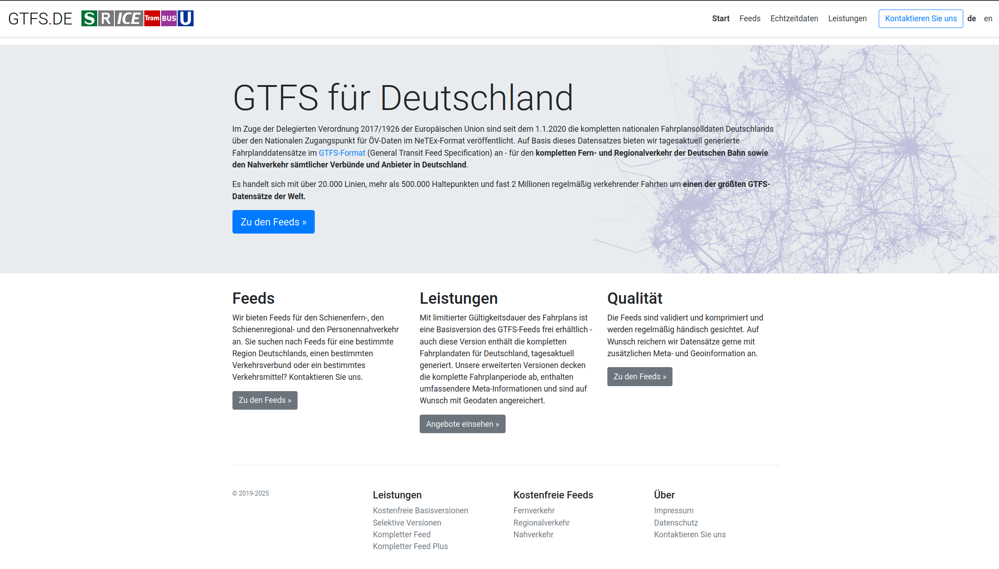 GTFS.DE S R ICE Tram BUS U
Start Feeds Echtzeitdaten Leistungen Kontaktieren Sie uns de en
GTFS für Deutschland
Im Zuge der Delegierten Verordnung 2017/1926 der Europäischen Union sind seit dem 1.1.2020 die kompletten nationalen Fahrplansolldaten Deutschlands
über den Nationalen Zugangspunkt für ÖV-Daten im NeTEx-Format veröffentlicht. Auf Basis dieses Datensatzes bieten wir tagesaktuell generierte
Fahrplanddatensätze im GTFS-Format (General Transit Feed Specification) an - für den kompletten Fern- und Regionalverkehr der Deutschen Bahn sowie
den Nahverkehr sämtlicher Verbünde und Anbieter in Deutschland.
Es handelt sich mit über 20.000 Linien, mehr als 500.000 Haltepunkten und fast 2 Millionen regelmäßig verkehrender Fahrten um einen der größten GTFS-
Datensätze der Welt.
Zu den Feeds »
Feeds
Wir bieten Feeds für den Schienenfern-, den
Schienenregional- und den Personennahverkehr
an. Sie suchen nach Feeds für eine bestimmte
Region Deutschlands, einen bestimmten
Verkehrsverbund oder ein bestimmtes
Verkehrsmittel? Kontaktieren Sie uns.
Zu den Feeds »
Leistungen
Mit limitierter Gültigkeitsdauer des Fahrplans ist
eine Basisversion des GTFS-Feeds frei erhältlich -
auch diese Version enthält die kompletten
Fahrplandaten für Deutschland, tagesaktuell
generiert. Unsere erweiterten Versionen decken
die komplette Fahrplanperiode ab, enthalten
umfassendere Meta-Informationen und sind auf
Wunsch mit Geodaten angereichert.
Angebote einsehen »
Qualität
Die Feeds sind validiert und komprimiert und
werden regelmäßig händisch gesichtet. Auf
Wunsch reichern wir Datensätze gerne mit
zusätzlichen Meta- und Geoinformation an.
Zu den Feeds »
© 2019-2025
Leistungen
Kostenfreie Basisversionen
Selektive Versionen
Kompletter Feed
Kompletter Feed Plus
Kostenfreie Feeds
Fernverkehr
Regionalverkehr
Nahverkehr
Über
Impressum
Datenschutz
Kontaktieren Sie uns